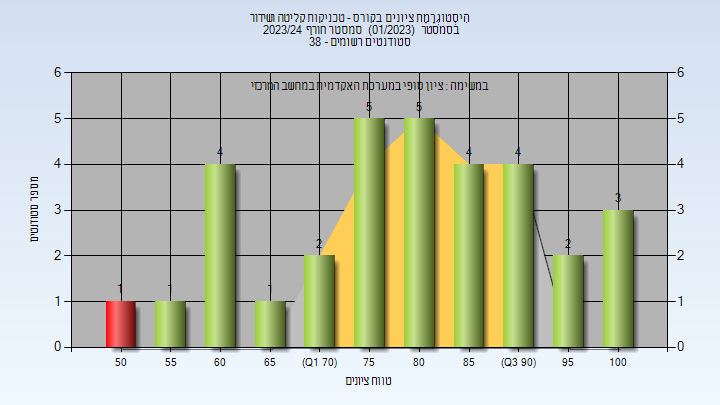 היסטוגרמת ציונים בקורס - טכניקות קליטה ושידור
בסמסטר (01/2023) סמסטר חורף 2023/24
סטודנטים רשומים - 38
במשימה : ציון סופי במערכת האקדמית במחשב המרכזי
6 6
5 5
4 4
3 3
2 2
1 1
0 0
מספר סטודנטים
1 1 4 1 2 5 5 4 4 2 3
50 55 60 65 (Q1 70) 75 80 85 (Q3 90) 95 100
טווח ציונים